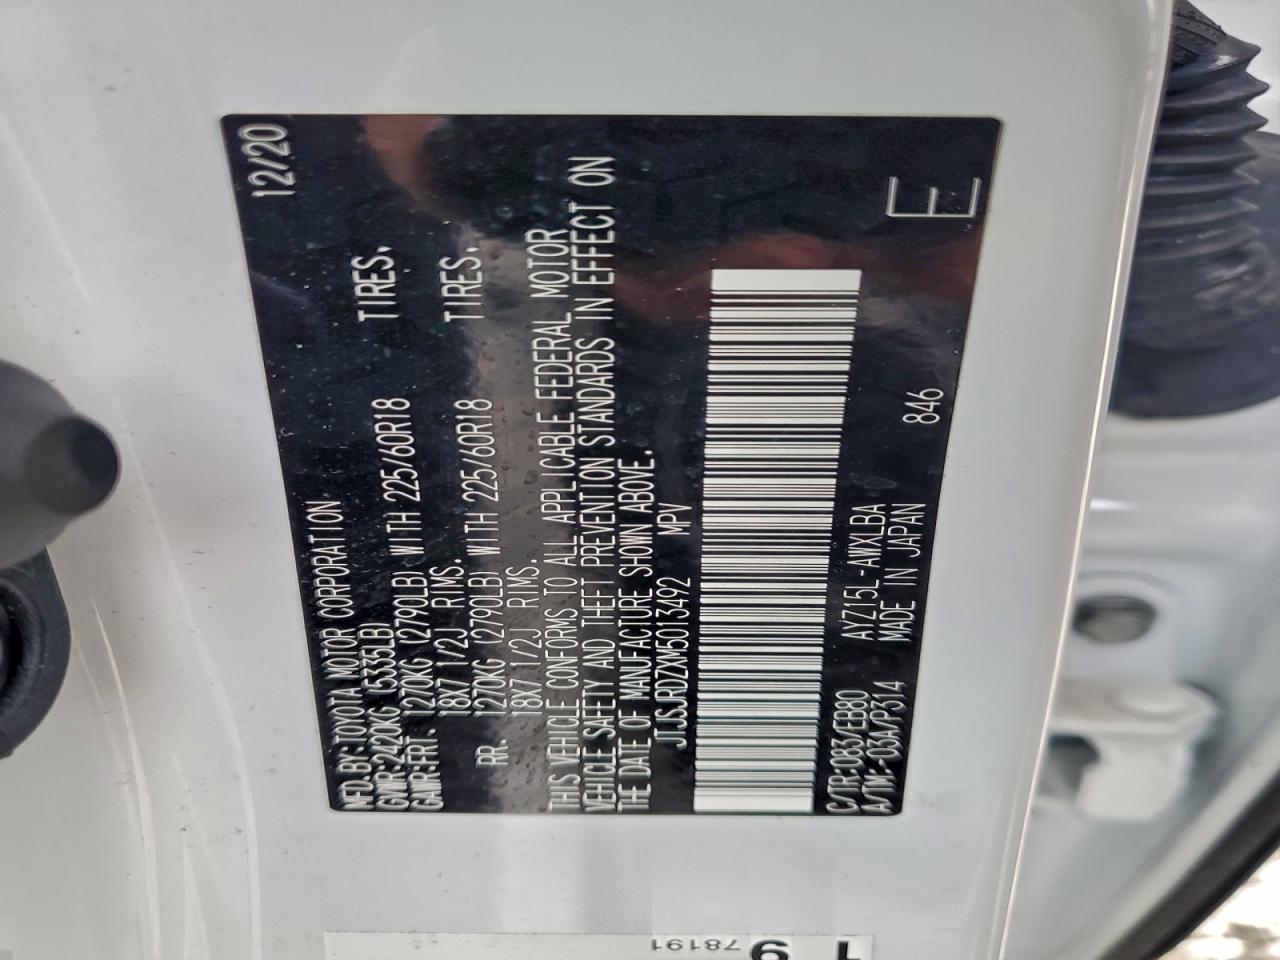 MFD.BY:TOYOTA MOTOR CORPORATION 12/20
GVWR:2420KG (5335LB)
GAWR:FRT. 1270KG (2790LB) WITH 225/60R18 TIRES.
18X7 1/2J RIMS.
RR. 1270KG (2790LB) WITH 225/60R18 TIRES.
18X7 1/2J RIMS.
THIS VEHICLE CONFORMS TO ALL APPLICABLE FEDERAL MOTOR
VEHICLE SAFETY AND THEFT PREVENTION STANDARDS IN EFFECT ON
THE DATE OF MANUFACTURE SHOWN ABOVE.
JTJSJRDZXM5013492 MPV
C/TR:083/EB80 AYZ15L-AWXLBA 846
A/TM:-03A/P314 MADE IN JAPAN
E
78191